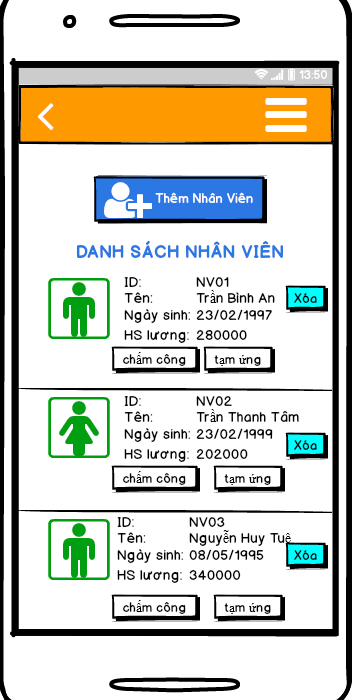 13:50
Thêm Nhân Viên
DANH SÁCH NHÂN VIÊN
ID: NV01
Tên: Trần Bình An
Xóa
Ngày sinh: 23/02/1997
HS lương: 280000
chấm công tạm ứng
ID: NV02
Tên: Trần Thanh Tâm
Ngày sinh: 23/02/1999
Xóa
HS lương: 202000
chấm công tạm ứng
ID: NV03
Tên: Nguyễn Huy Tuệ
Ngày sinh: 08/05/1995
Xóa
HS lương: 340000
chấm công tạm ứng